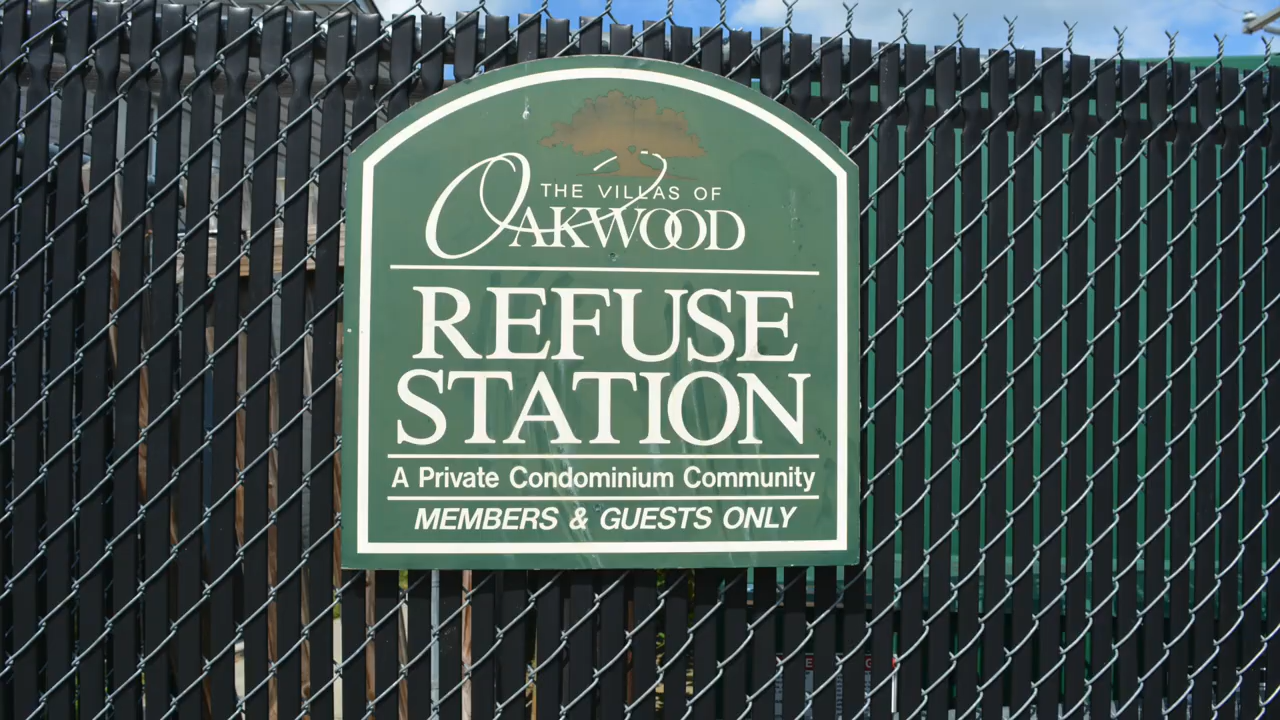 THE VILLAS OF
OAKWOOD
REFUSE
STATION
A Private Condominium Community
MEMBERS & GUESTS ONLY